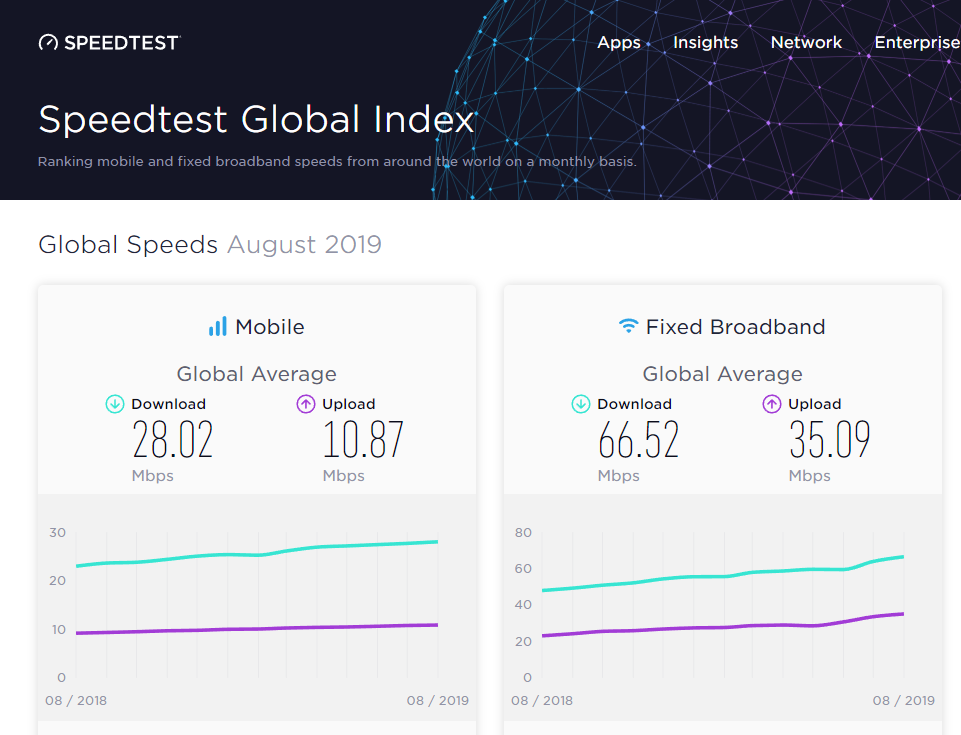 SPEEDTEST
Apps Insights Network Enterprise
Speedtest Global Index
Ranking mobile and fixed broadband speeds from around the world on a monthly basis.
Global Speeds August 2019
Mobile
Global Average
Download Upload
28.02 10.87
Mbps Mbps
30
20
10
0
08 / 2018 08 / 2019
Fixed Broadband
Global Average
Download Upload
66.52 35.09
Mbps Mbps
80
60
40
20
0
08 / 2018 08 / 2019